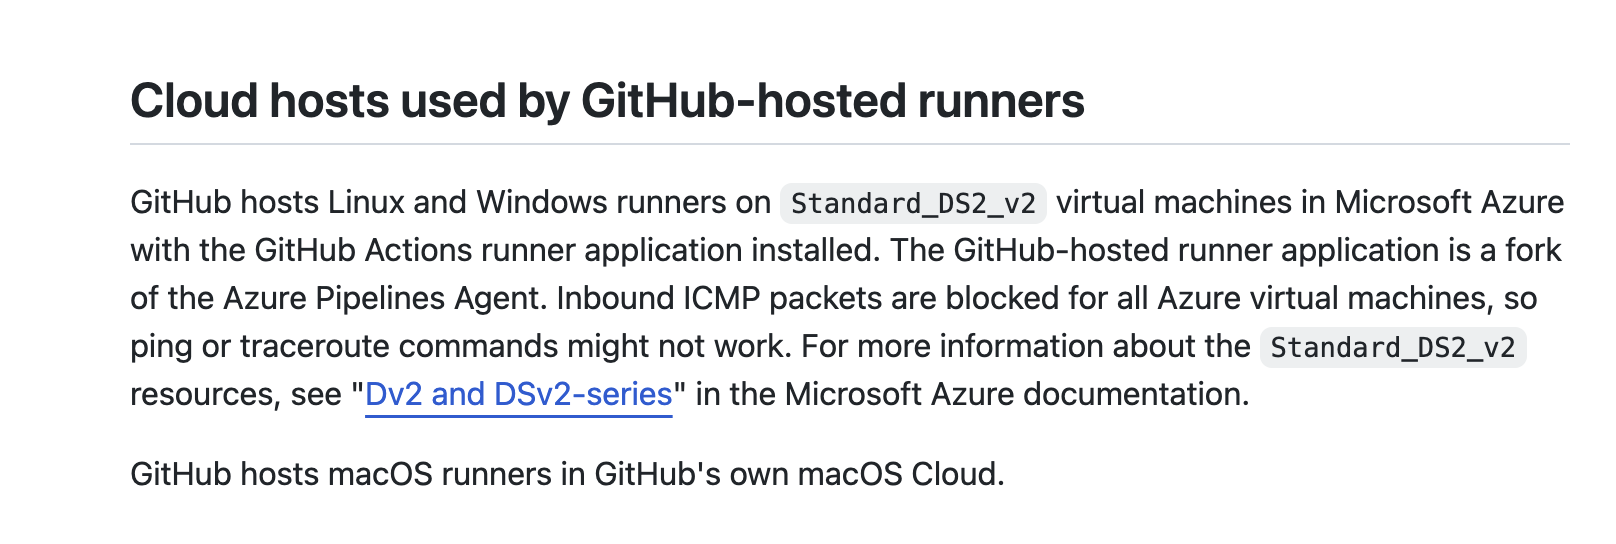 Cloud hosts used by GitHub-hosted runners
GitHub hosts Linux and Windows runners on Standard_DS2_v2 virtual machines in Microsoft Azure
with the GitHub Actions runner application installed. The GitHub-hosted runner application is a fork
of the Azure Pipelines Agent. Inbound ICMP packets are blocked for all Azure virtual machines, so
ping or traceroute commands might not work. For more information about the Standard_DS2_v2
resources, see "Dv2 and DSv2-series" in the Microsoft Azure documentation.
GitHub hosts macOS runners in GitHub's own macOS Cloud.